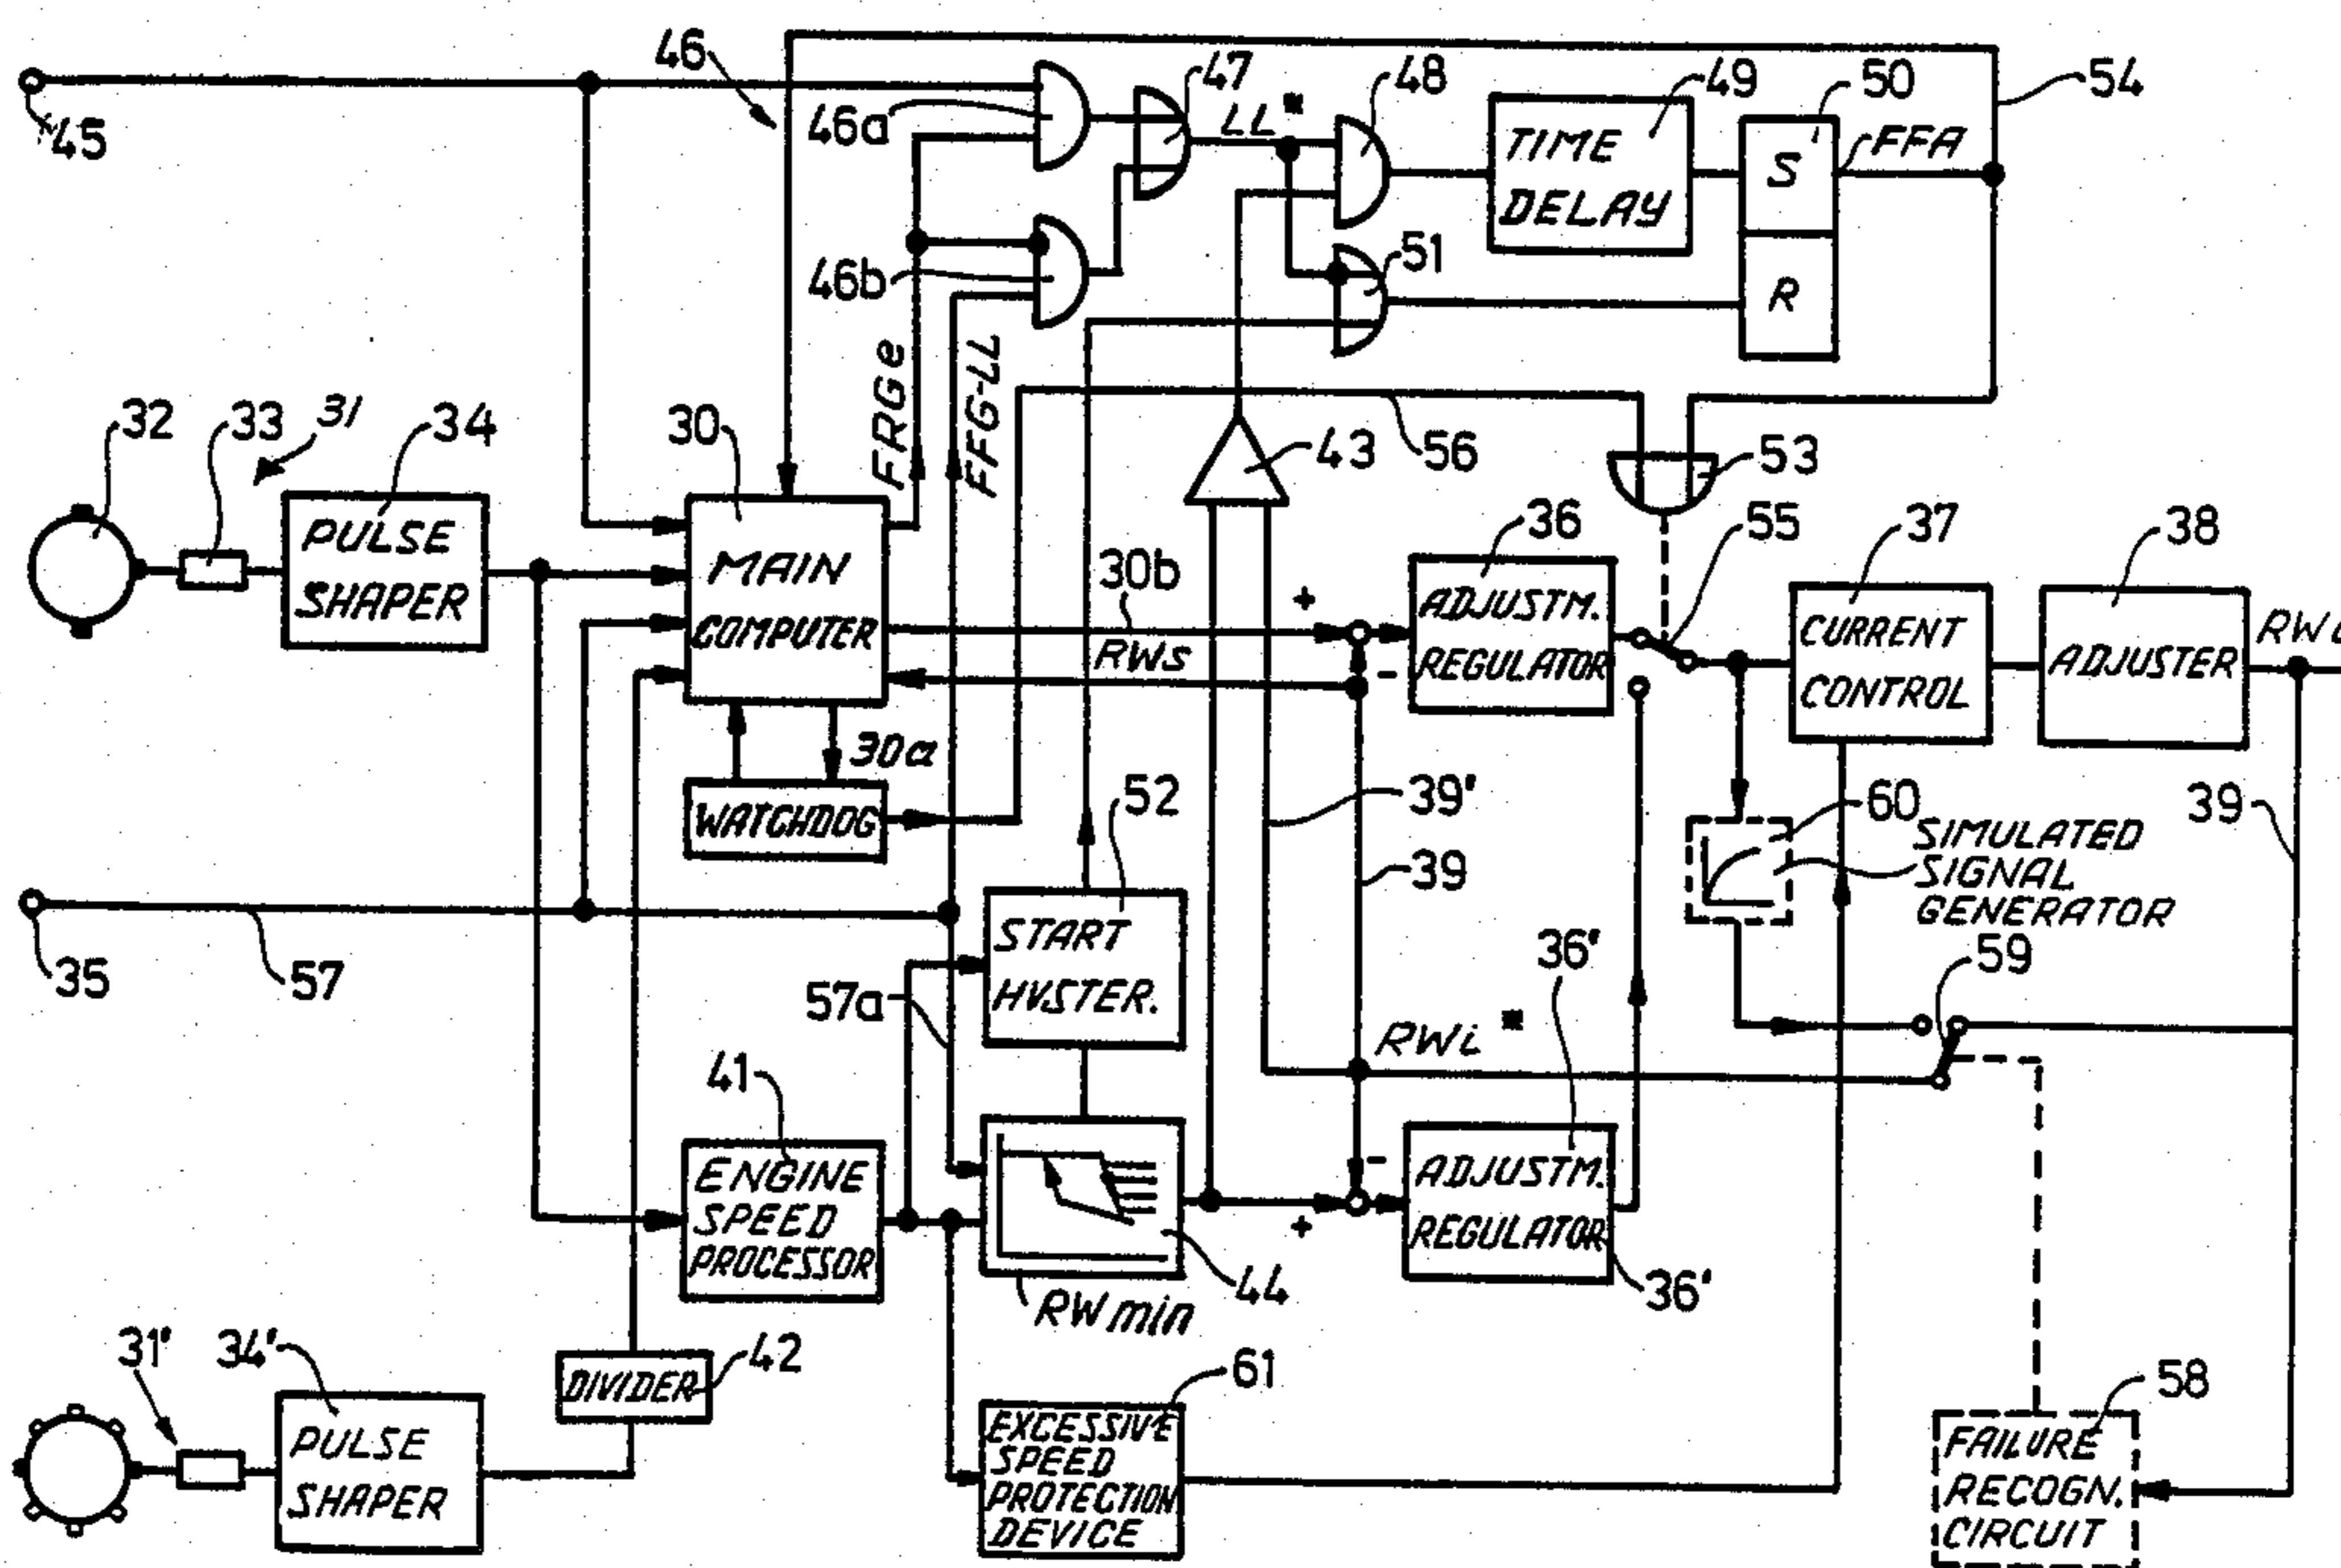 46
47
48
49
50
54
45
46a
LL*
TIME
DELAY
S
FFA
R
46b
51
32
33
31
34
30
FRGe
FFG-LL
43
56
53
PULSE
SHAPER
MAIN
COMPUTER
30b
RWs
+
-
36
ADJUSTM.
REGULATOR
55
37
CURRENT
CONTROL
38
ADJUSTER
30a
WATCHDOG
52
39'
39
60
SIMULATED
SIGNAL
GENERATOR
39
35
57
57a
START
HYSTER.
36'
59
RWi*
41
ENGINE
SPEED
PROCESSOR
44
RW min
+
-
ADJUSTM.
REGULATOR
36'
31'
34'
42
DIVIDER
61
58
PULSE
SHAPER
EXCESSIVE
SPEED
PROTECTION
DEVICE
FAILURE
RECOGN.
CIRCUIT